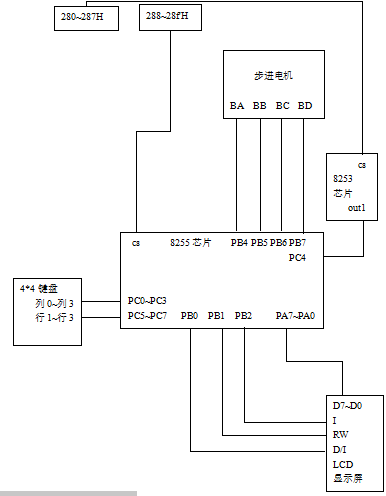 280~287H
288~28fH
步进电机
BA BB BC BD
cs
8253
芯片
out1
cs 8255 芯片 PB4 PB5 PB6 PB7
PC4
4*4 键盘
列 0~列 3
行 1~行 3
PC0~PC3
PC5~PC7 PB0 PB1 PB2 PA7~PA0
D7~D0
I
RW
D/I
LCD
显示屏